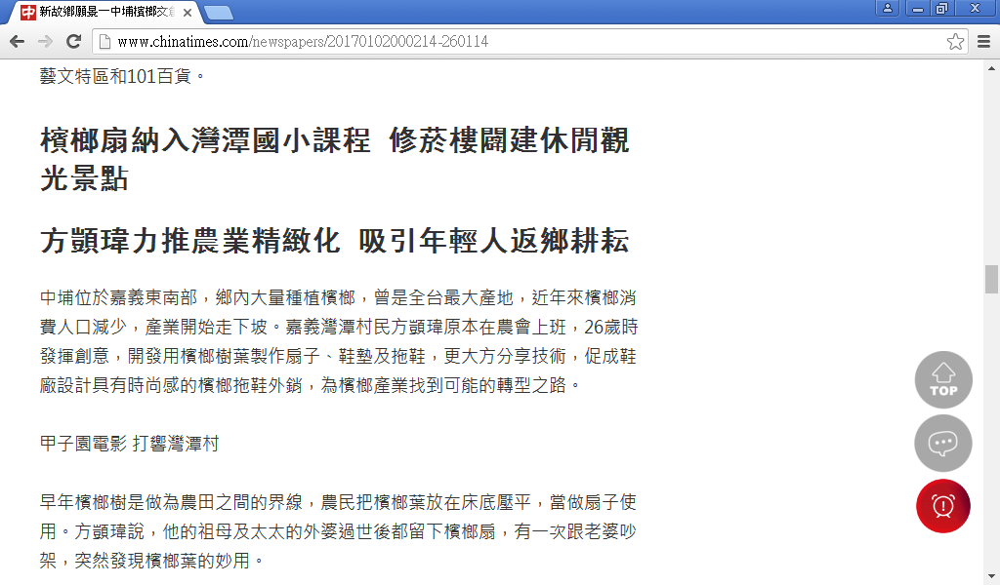 中 新故鄉願景－中埔檳榔文創
www.chinatimes.com/newspapers/20170102000214-260114
藝文特區和101百貨。
檳榔扇納入灣潭國小課程 修菸樓闢建休閒觀
光景點
方顗瑋力推農業精緻化 吸引年輕人返鄉耕耘
中埔位於嘉義東南部，鄉內大量種植檳榔，曾是全台最大產地，近年來檳榔消
費人口減少，產業開始走下坡。嘉義灣潭村民方顗瑋原本在農會上班，26歲時
發揮創意，開發用檳榔樹葉製作扇子、鞋墊及拖鞋，更大方分享技術，促成鞋
廠設計具有時尚感的檳榔拖鞋外銷，為檳榔產業找到可能的轉型之路。
甲子園電影 打響灣潭村
早年檳榔樹是做為農田之間的界線，農民把檳榔葉放在床底壓平，當做扇子使
用。方顗瑋說，他的祖母及太太的外婆過世後都留下檳榔扇，有一次跟老婆吵
架，突然發現檳榔葉的妙用。
TOP